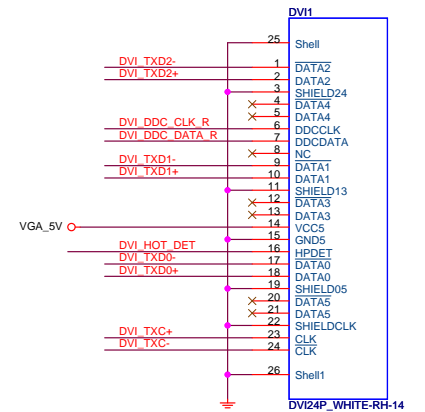 DVI1
25 Shell
DVI_TXD2- 1 DATA2
DVI_TXD2+ 2 DATA2
3 SHIELD24
4 DATA4
5 DATA4
DVI_DDC_CLK_R 6 DDCCLK
DVI_DDC_DATA_R 7 DDCDATA
8 NC
DVI_TXD1- 9 DATA1
DVI_TXD1+ 10 DATA1
11 SHIELD13
12 DATA3
13 DATA3
VGA_5V 14 VCC5
15 GND5
DVI_HOT_DET 16 HPDET
DVI_TXD0- 17 DATA0
DVI_TXD0+ 18 DATA0
19 SHIELD05
20 DATA5
21 DATA5
22 SHIELDCLK
DVI_TXC+ 23 CLK
DVI_TXC- 24 CLK
26 Shell1
DVI24P_WHITE-RH-14